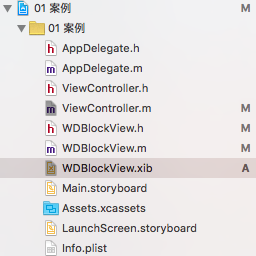 01 案例 M
01 案例
AppDelegate.h
AppDelegate.m
ViewController.h
ViewController.m M
WDBlockView.h M
WDBlockView.m M
WDBlockView.xib A
Main.storyboard
Assets.xcassets
LaunchScreen.storyboard
Info.plist